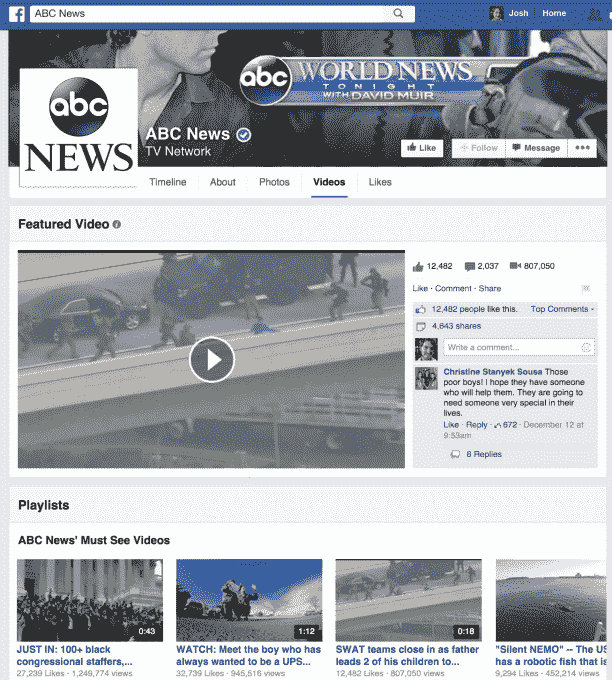 ABC News
Josh
Home
abc
WORLD NEWS
TONIGHT
WITH DAVID MUIR
abc
NEWS
ABC News
TV Network
Like
Follow
Message
Timeline
About
Photos
Videos
Likes
Featured Video
12,482
2,037
807,050
Like · Comment · Share
12,482 people like this.
Top Comments
4,643 shares
Write a comment...
Christine Stanyek Sousa Those
poor boys! I hope they have someone
who will help them. They are going to
need someone very special in their
lives.
Like · Reply · 672 · December 12 at
9:53am
8 Replies
Playlists
ABC News' Must See Videos
0:43
1:12
0:18
JUST IN: 100+ black
congressional staffers,...
27,239 Likes · 1,249,774 views
WATCH: Meet the boy who has
always wanted to be a UPS...
32,739 Likes · 945,516 views
SWAT teams close in as father
leads 2 of his children to...
12,482 Likes · 807,050 views
"Silent NEMO" -- The US
has a robotic fish that is
9,294 Likes · 452,214 views